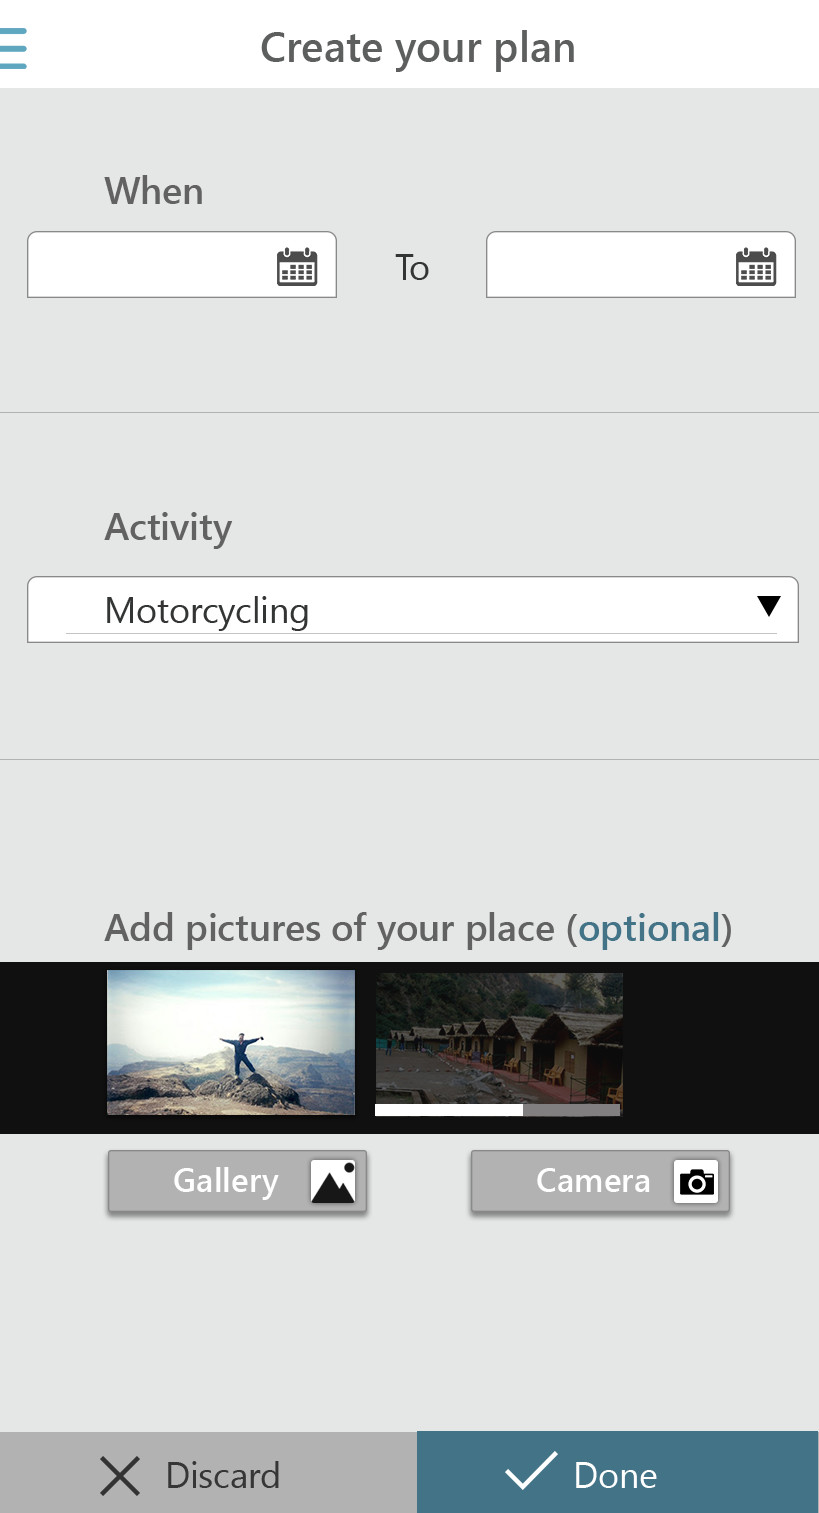 Create your plan
When
To
Activity
Motorcycling
Add pictures of your place (optional)
Gallery
Camera
Discard
Done